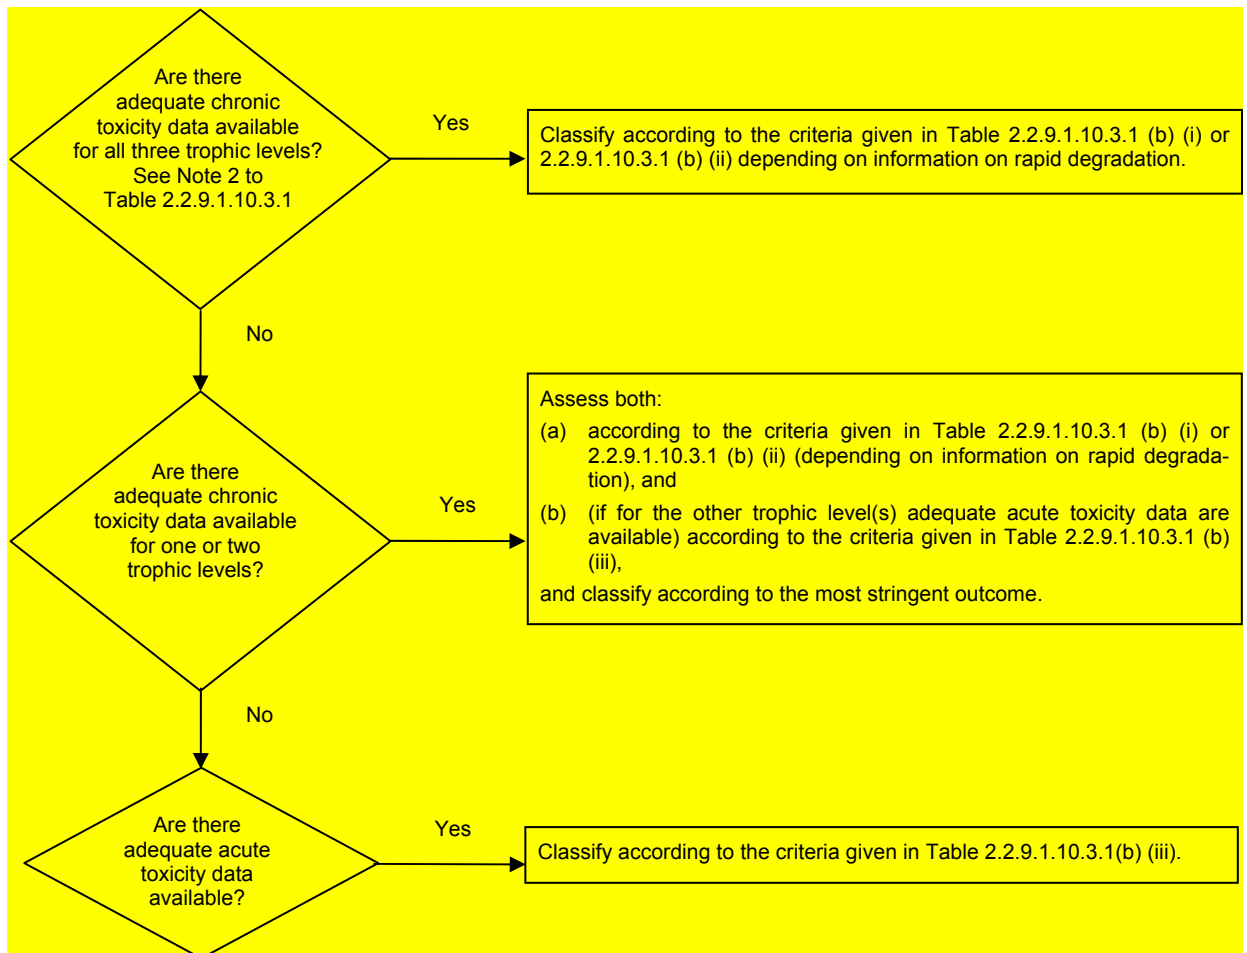 Are there
adequate chronic
toxicity data available
for all three trophic levels?
See Note 2 to
Table 2.2.9.1.10.3.1
Yes
Classify according to the criteria given in Table 2.2.9.1.10.3.1 (b) (i) or
2.2.9.1.10.3.1 (b) (ii) depending on information on rapid degradation.
No
Are there
adequate chronic
toxicity data available
for one or two
trophic levels?
Yes
Assess both:
(a) according to the criteria given in Table 2.2.9.1.10.3.1 (b) (i) or
2.2.9.1.10.3.1 (b) (ii) (depending on information on rapid degrada-
tion), and
(b) (if for the other trophic level(s) adequate acute toxicity data are
available) according to the criteria given in Table 2.2.9.1.10.3.1 (b)
(iii),
and classify according to the most stringent outcome.
No
Are there
adequate acute
toxicity data
available?
Yes
Classify according to the criteria given in Table 2.2.9.1.10.3.1(b) (iii).